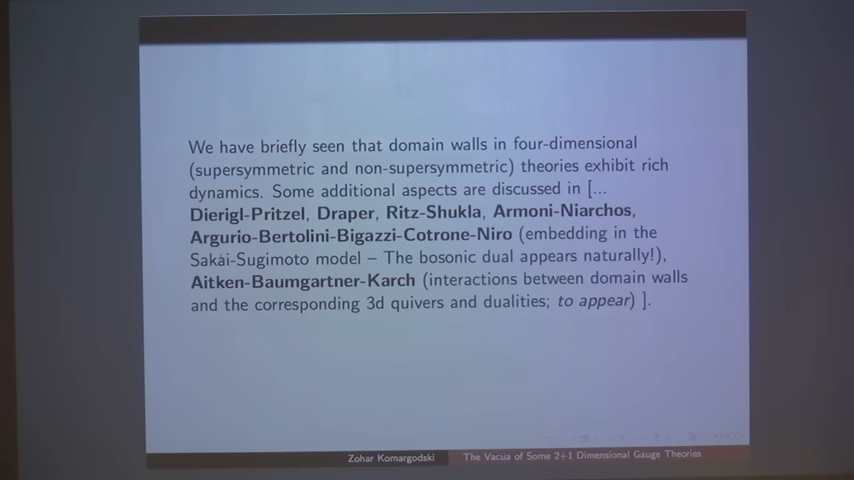 We have briefly seen that domain walls in four-dimensional
(supersymmetric and non-supersymmetric) theories exhibit rich
dynamics. Some additional aspects are discussed in [...
Dierigl-Pritzel, Draper, Ritz-Shukla, Armoni-Niarchos,
Argurio-Bertolini-Bigazzi-Cotrone-Niro (embedding in the
Sakai-Sugimoto model – The bosonic dual appears naturally!),
Aitken-Baumgartner-Karch (interactions between domain walls
and the corresponding 3d quivers and dualities; to appear) ].
Zohar Komargodski The Vacua of Some 2+1 Dimensional Gauge Theories